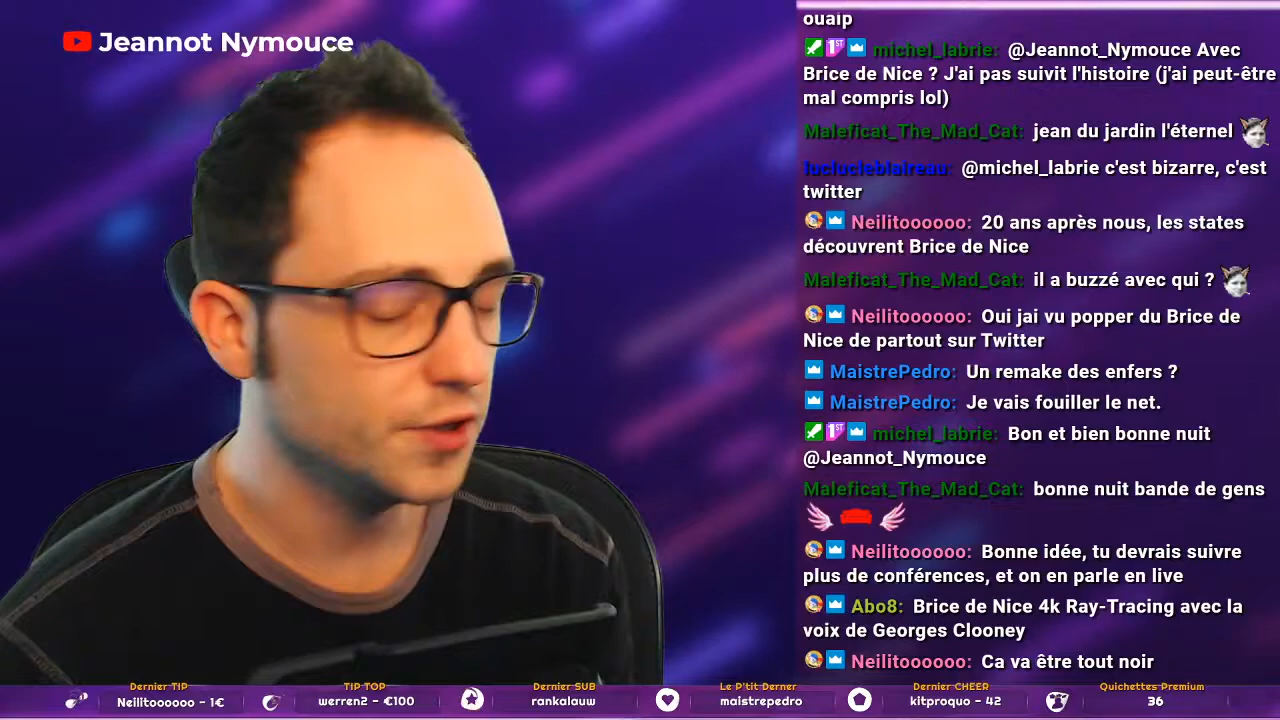 Jeannot Nymouce
ouaip
michel_labrie: @Jeannot_Nymouce Avec
Brice de Nice ? J'ai pas suivit l'histoire (j'ai peut-être
mal compris lol)
Maleficat_The_Mad_Cat: jean du jardin l'éternel
fucfucleblaireau: @michel_labrie c'est bizarre, c'est
twitter
Neilitoooooo: 20 ans après nous, les states
découvrent Brice de Nice
Maleficat_The_Mad_Cat: il a buzzé avec qui ?
Neilitoooooo: Oui jai vu popper du Brice de
Nice de partout sur Twitter
MaistrePedro: Un remake des enfers ?
MaistrePedro: Je vais fouiller le net.
michel_labrie: Bon et bien bonne nuit
@Jeannot_Nymouce
Maleficat_The_Mad_Cat: bonne nuit bande de gens
Neilitoooooo: Bonne idée, tu devrais suivre
plus de conférences, et on en parle en live
Abo8: Brice de Nice 4k Ray-Tracing avec la
voix de Georges Clooney
Neilitoooooo: Ca va être tout noir
Dernier TIP
Neilitoooooo - 1€
TIP TOP
werren2 - €100
Dernier SUB
rankalauw
Le P'tit Derner
maistrepedro
Dernier CHEER
kitproquo - 42
Quichettes Premium
36